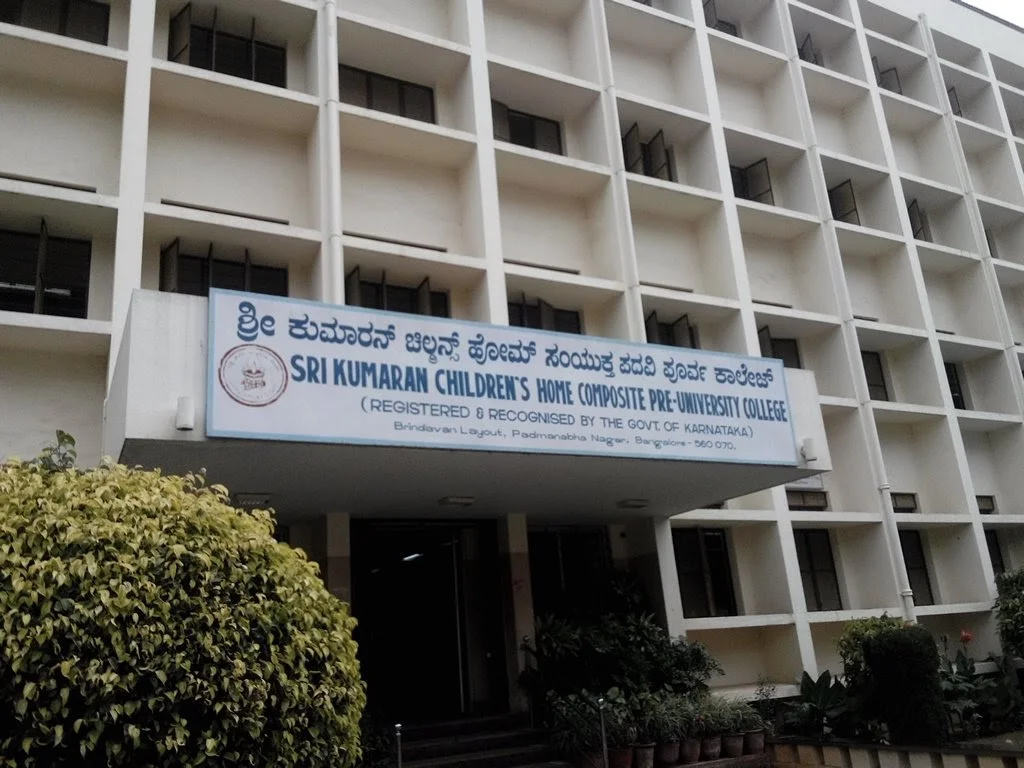 ಶ್ರೀ ಕುಮಾರನ್ ಚಿಲ್ಡ್ರನ್ಸ್ ಹೋಮ್ ಸಂಯುಕ್ತ ಪದವಿ ಪೂರ್ವ ಕಾಲೇಜ್
SRI KUMARAN CHILDREN'S HOME COMPOSITE PRE-UNIVERSITY COLLEGE
(REGISTERED & RECOGNISED BY THE GOVT. OF KARNATAKA)
Brindavan Layout, Padmanabha Nagar, Bangalore - 560 070.